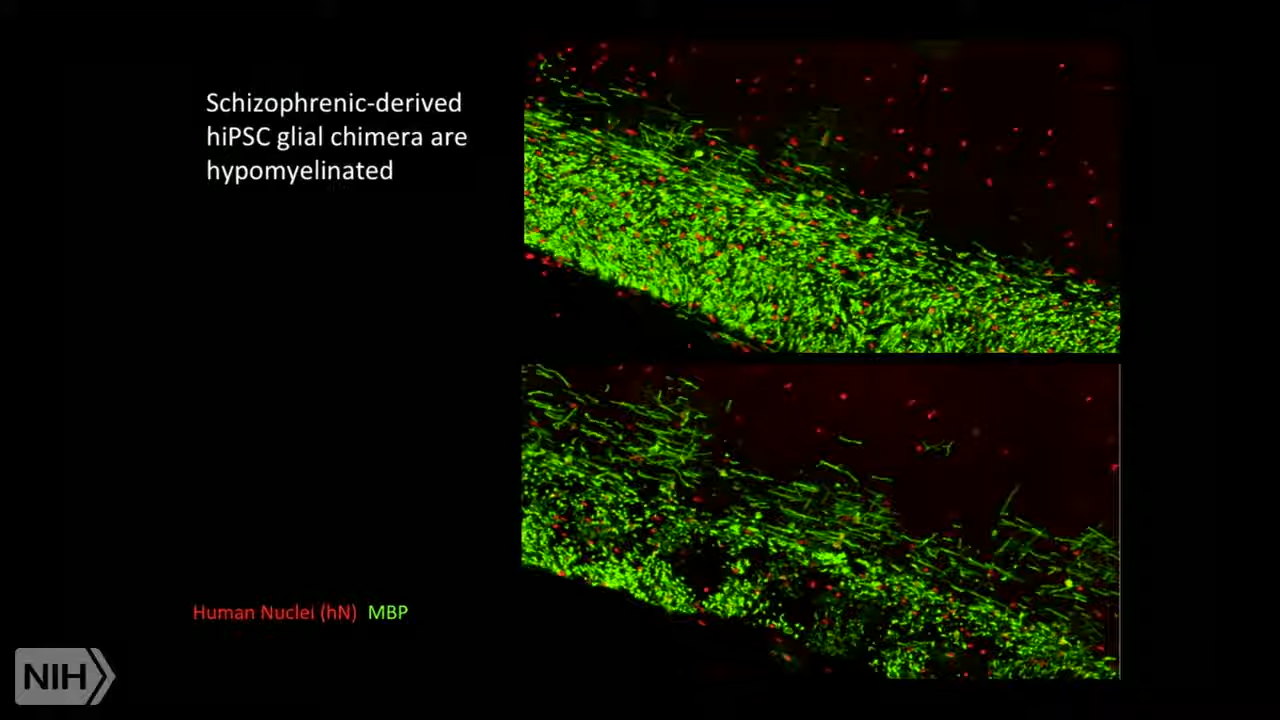 Schizophrenic-derived
hiPSC glial chimera are
hypomyelinated
Human Nuclei (hN) MBP
NIH